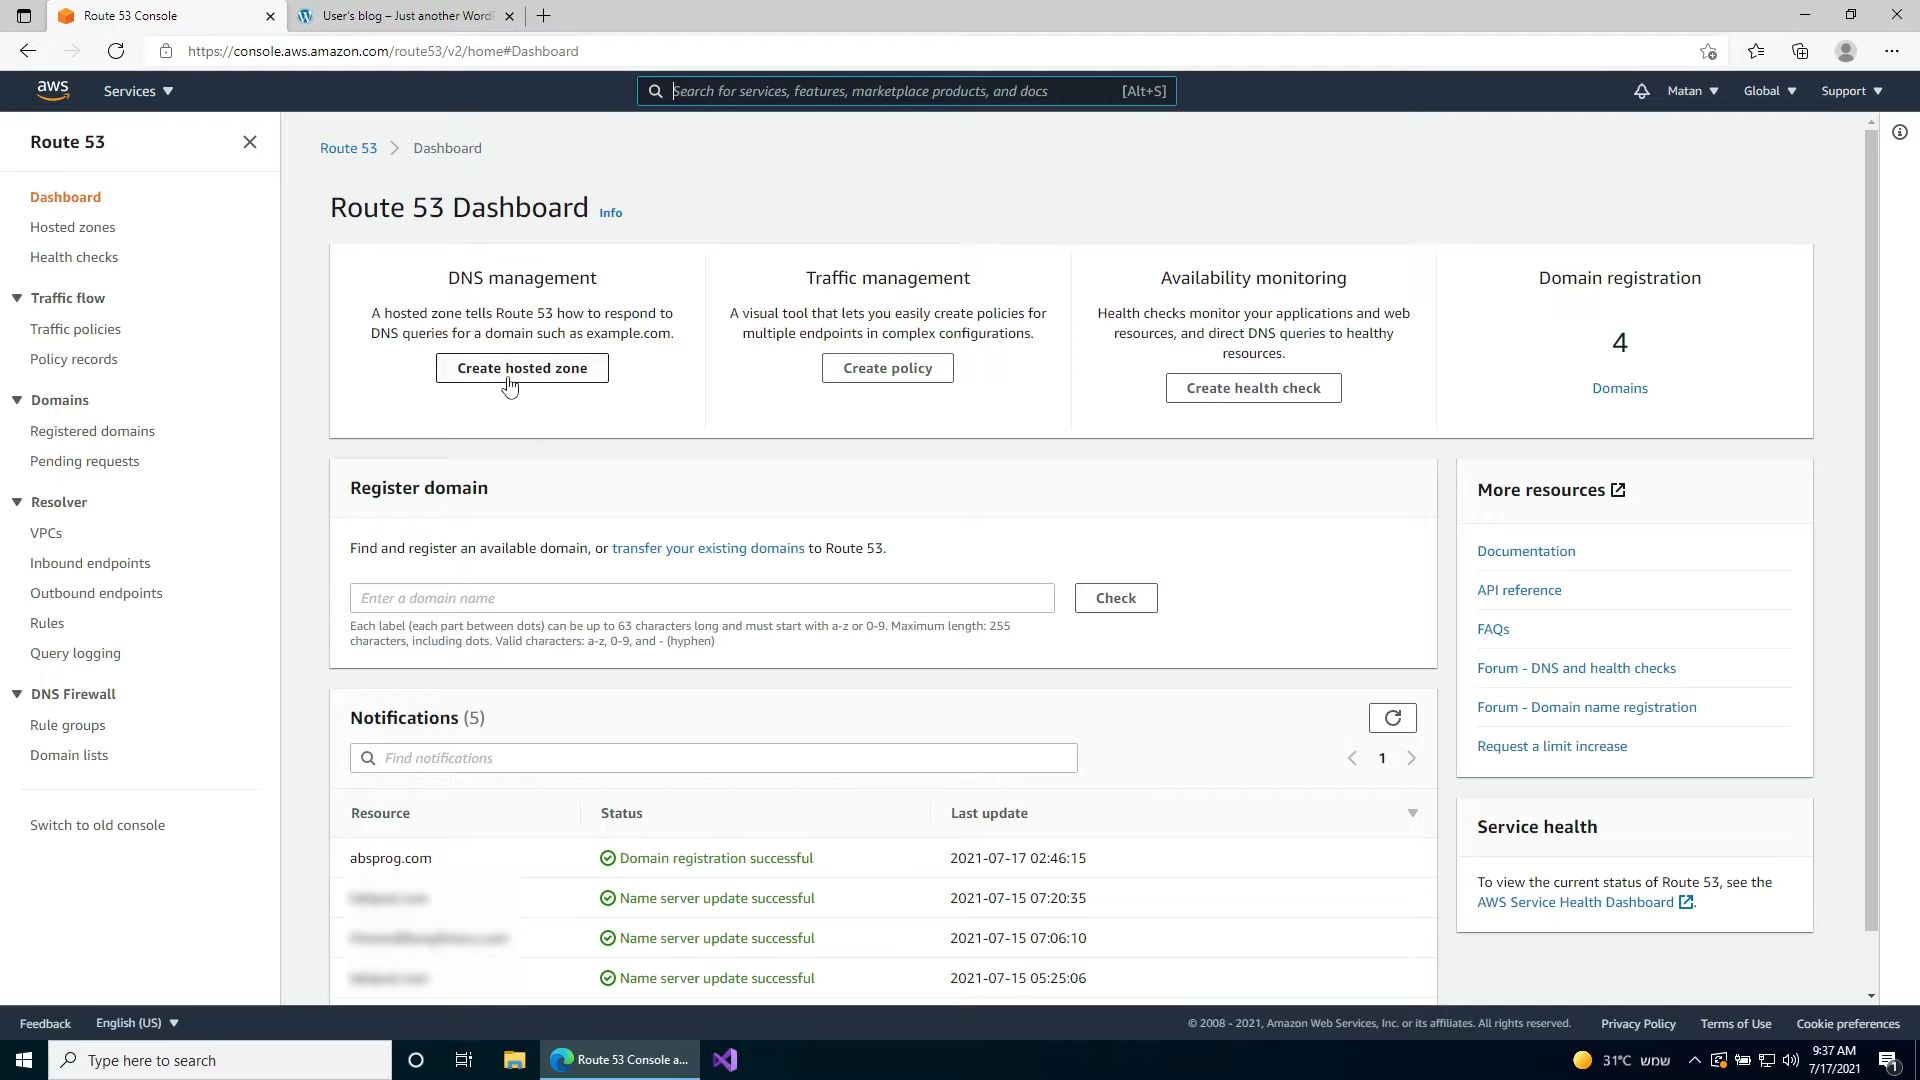 Route 53 Console
User's blog – Just another WordP
https://console.aws.amazon.com/route53/v2/home#Dashboard
aws
Services
Search for services, features, marketplace products, and docs
[Alt+S]
Matan
Global
Support
Route 53
Dashboard
Hosted zones
Health checks
Traffic flow
Traffic policies
Policy records
Domains
Registered domains
Pending requests
Resolver
VPCs
Inbound endpoints
Outbound endpoints
Rules
Query logging
DNS Firewall
Rule groups
Domain lists
Switch to old console
Route 53
Dashboard
Route 53 Dashboard
Info
DNS management
A hosted zone tells Route 53 how to respond to
DNS queries for a domain such as example.com.
Create hosted zone
Traffic management
A visual tool that lets you easily create policies for
multiple endpoints in complex configurations.
Create policy
Availability monitoring
Health checks monitor your applications and web
resources, and direct DNS queries to healthy
resources.
Create health check
Domain registration
4
Domains
Register domain
Find and register an available domain, or transfer your existing domains to Route 53.
Enter a domain name
Check
Each label (each part between dots) can be up to 63 characters long and must start with a-z or 0-9. Maximum length: 255
characters, including dots. Valid characters: a-z, 0-9, and - (hyphen)
Notifications (5)
Find notifications
1
Resource
Status
Last update
absprog.com
Domain registration successful
2021-07-17 02:46:15
Name server update successful
2021-07-15 07:20:35
Name server update successful
2021-07-15 07:06:10
Name server update successful
2021-07-15 05:25:06
More resources
Documentation
API reference
FAQs
Forum - DNS and health checks
Forum - Domain name registration
Request a limit increase
Service health
To view the current status of Route 53, see the
AWS Service Health Dashboard.
Feedback
English (US)
© 2008 - 2021, Amazon Web Services, Inc. or its affiliates. All rights reserved.
Privacy Policy
Terms of Use
Cookie preferences
Type here to search
Route 53 Console a...
31°C שמש
9:37 AM
7/17/2021
1